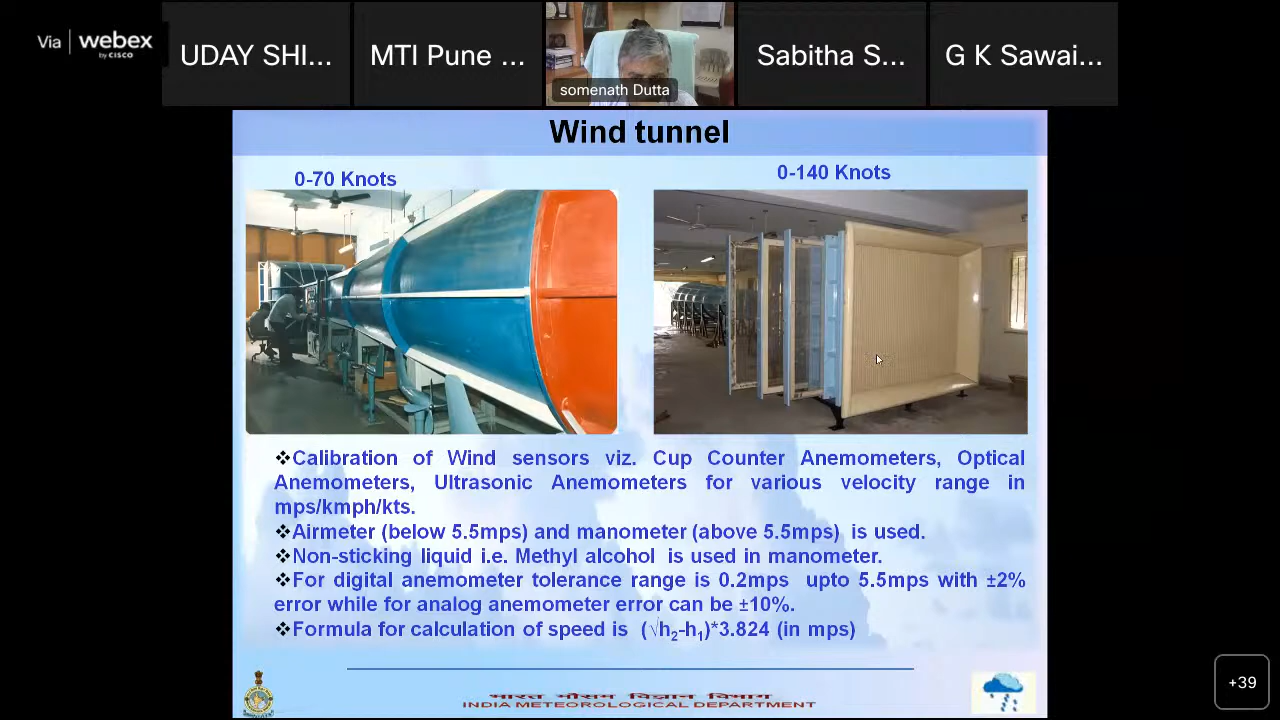 Via webex
by CISCO
UDAY SHI...
MTI Pune ...
somenath Dutta
Sabitha S...
G K Sawai...
Wind tunnel
0-70 Knots
0-140 Knots
❖Calibration of Wind sensors viz. Cup Counter Anemometers, Optical
Anemometers, Ultrasonic Anemometers for various velocity range in
mps/kmph/kts.
❖Airmeter (below 5.5mps) and manometer (above 5.5mps) is used.
❖Non-sticking liquid i.e. Methyl alcohol is used in manometer.
❖For digital anemometer tolerance range is 0.2mps upto 5.5mps with ±2%
error while for analog anemometer error can be ±10%.
❖Formula for calculation of speed is (√h₂-h₁)*3.824 (in mps)
भारत मौसम विज्ञान विभाग
INDIA METEOROLOGICAL DEPARTMENT
+39